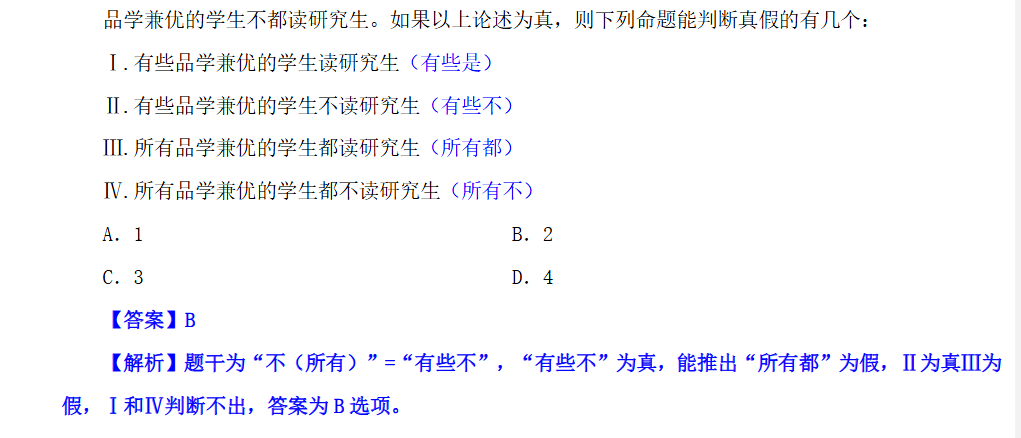 品学兼优的学生不都读研究生。如果以上论述为真，则下列命题能判断真假的有几个：
Ⅰ.有些品学兼优的学生读研究生（有些是）
Ⅱ.有些品学兼优的学生不读研究生（有些不）
Ⅲ.所有品学兼优的学生都读研究生（所有都）
Ⅳ.所有品学兼优的学生都不读研究生（所有不）
A．1 B．2
C．3 D．4
【答案】B
【解析】题干为“不（所有）”=“有些不”，“有些不”为真，能推出“所有都”为假，Ⅱ为真Ⅲ为
假，Ⅰ和Ⅳ判断不出，答案为 B 选项。